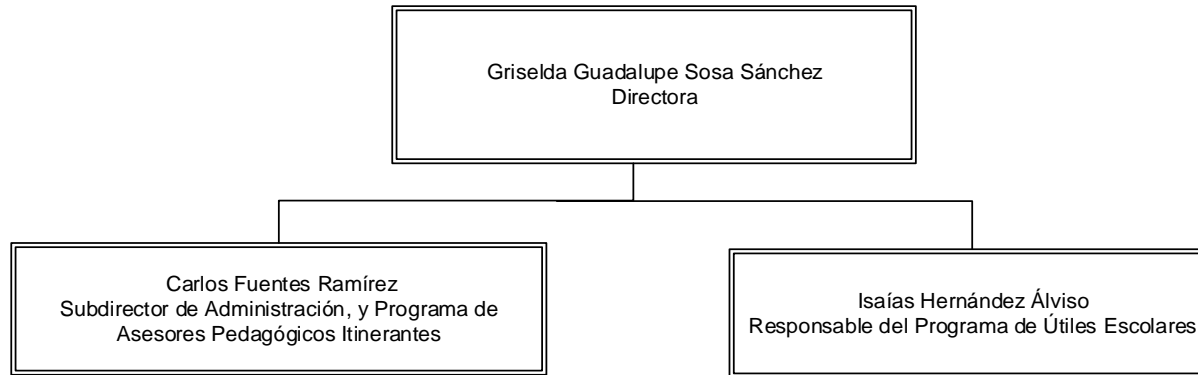 Griselda Guadalupe Sosa Sánchez
Directora
Carlos Fuentes Ramírez
Subdirector de Administración, y Programa de
Asesores Pedagógicos Itinerantes
Isaías Hernández Álviso
Responsable del Programa de Útiles Escolares